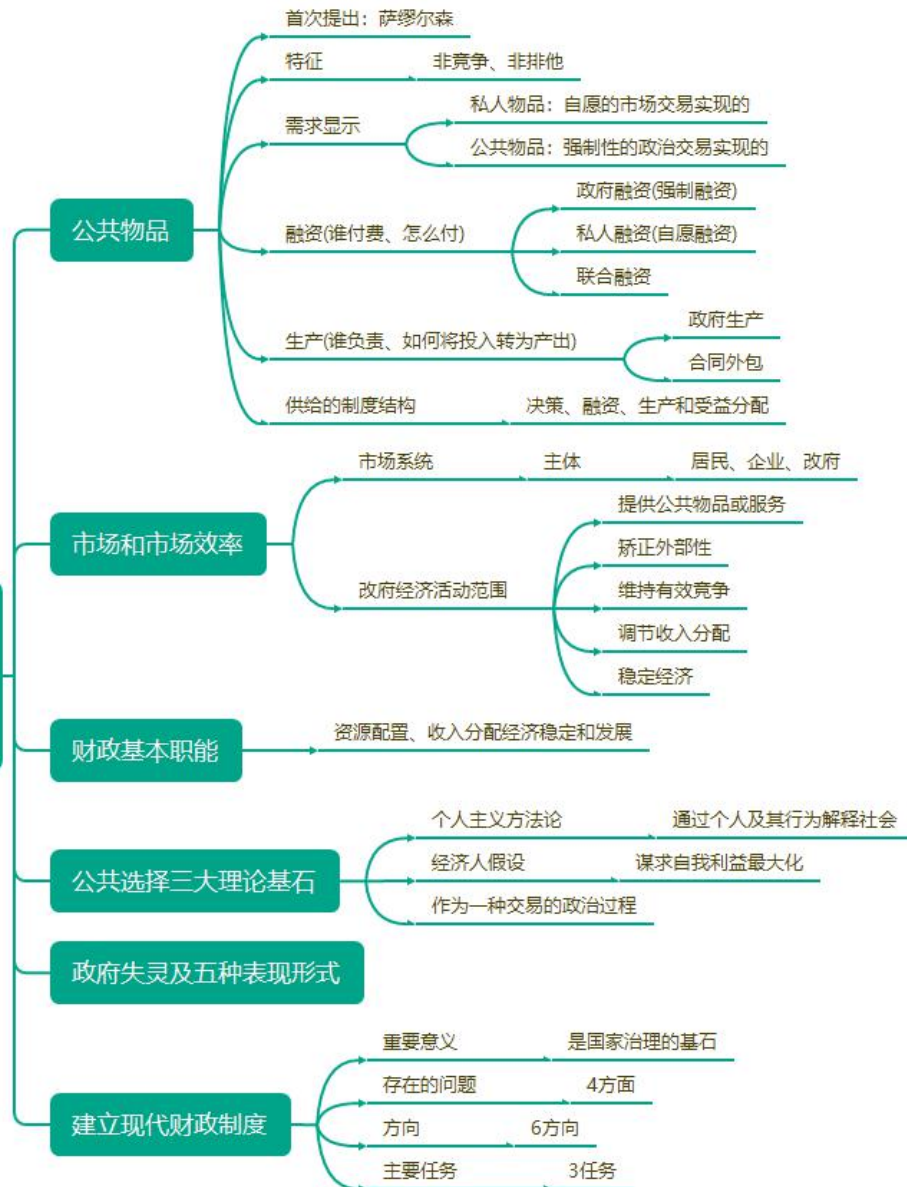 首次提出：萨缪尔森
特征
非竞争、非排他
需求显示
私人物品：自愿的市场交易实现的
公共物品：强制性的政治交易实现的
公共物品
融资(谁付费、怎么付)
政府融资(强制融资)
私人融资(自愿融资)
联合融资
生产(谁负责、如何将投入转为产出)
政府生产
合同外包
供给的制度结构
决策、融资、生产和受益分配
市场和市场效率
市场系统
主体
居民、企业、政府
政府经济活动范围
提供公共物品或服务
矫正外部性
维持有效竞争
调节收入分配
稳定经济
财政基本职能
资源配置、收入分配经济稳定和发展
公共选择三大理论基石
个人主义方法论
通过个人及其行为解释社会
经济人假设
谋求自我利益最大化
作为一种交易的政治过程
政府失灵及五种表现形式
建立现代财政制度
重要意义
是国家治理的基石
存在的问题
4方面
方向
6方向
主要任务
3任务